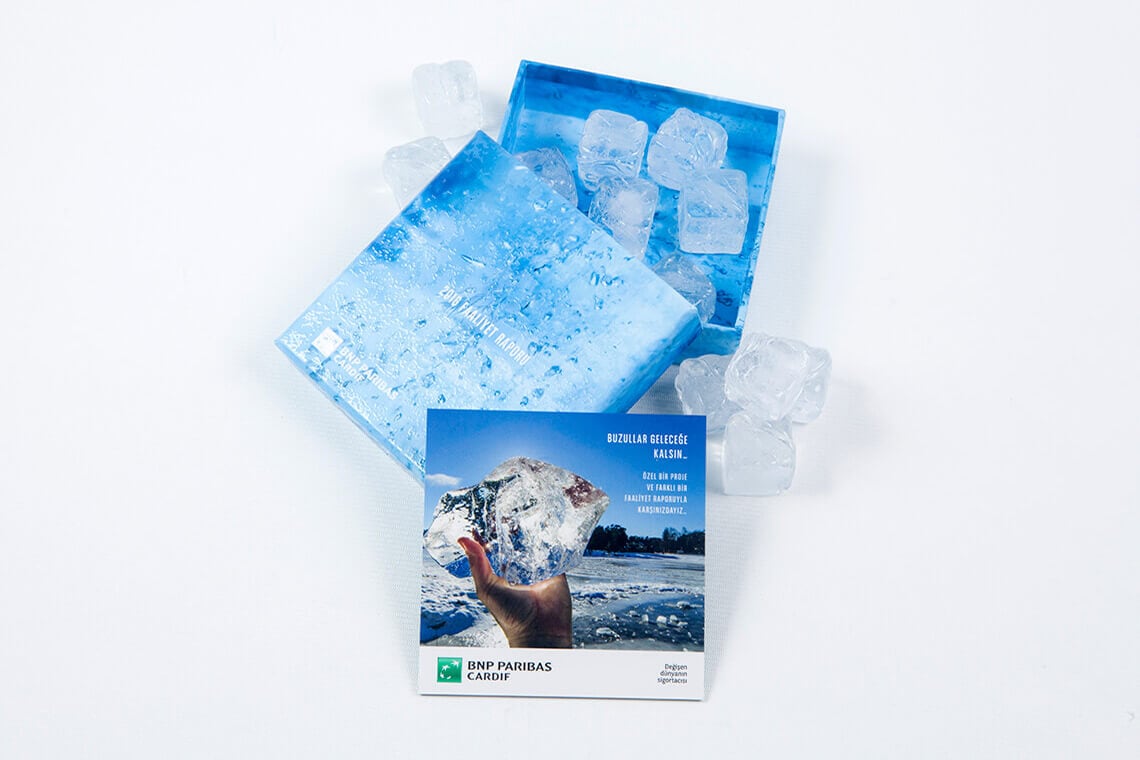 2018 FAALİYET RAPORU
BNP PARIBAS
CARDIF
BUZULLAR GELECEĞE
KALSIN...
ÖZEL BİR PROJE
VE FARKLI BİR
FAALİYET RAPORUYLA
KARŞINIZDAYIZ...
BNP PARIBAS
CARDIF
Değişen
dünyanın
sigortacısı